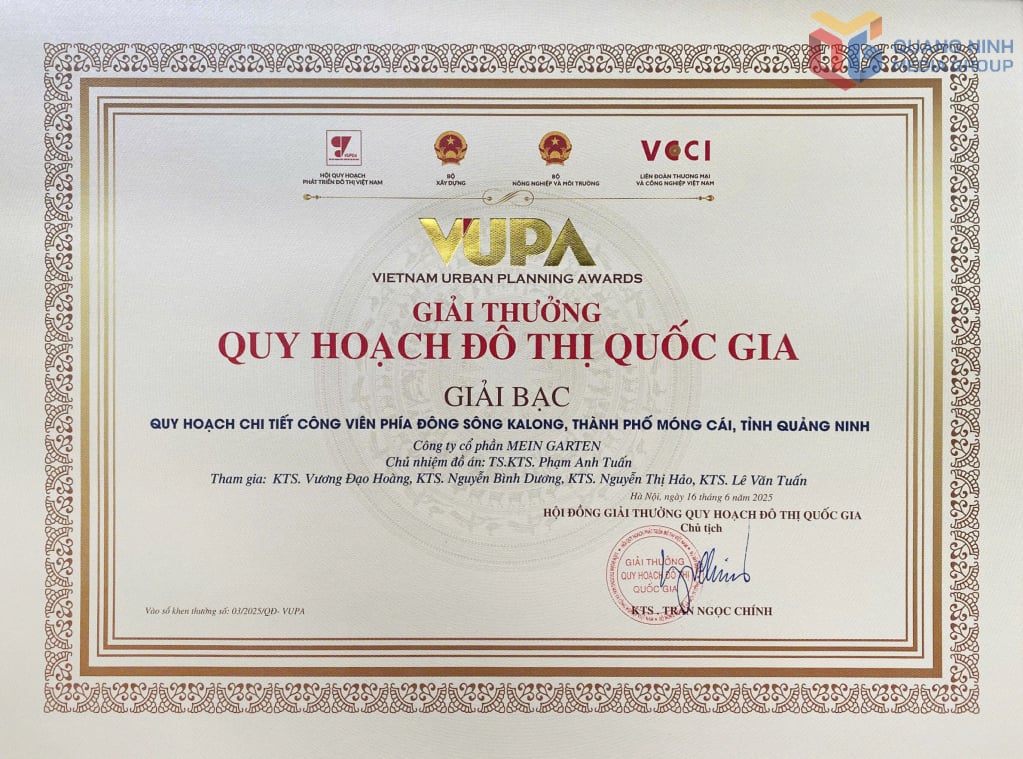 QUANG NINH
MEDIA GROUP
VUPDA
HỘI QUY HOẠCH
PHÁT TRIỂN ĐÔ THỊ VIỆT NAM
BỘ
XÂY DỰNG
BỘ
NÔNG NGHIỆP VÀ MÔI TRƯỜNG
VCCI
LIÊN ĐOÀN THƯƠNG MẠI
VÀ CÔNG NGHIỆP VIỆT NAM
VUPA
VIETNAM URBAN PLANNING AWARDS
GIẢI THƯỞNG
QUY HOẠCH ĐÔ THỊ QUỐC GIA
GIẢI BẠC
QUY HOẠCH CHI TIẾT CÔNG VIÊN PHÍA ĐÔNG SÔNG KALONG, THÀNH PHỐ MÓNG CÁI, TỈNH QUẢNG NINH
Công ty cổ phần MEIN GARTEN
Chủ nhiệm đồ án: TS.KTS. Phạm Anh Tuấn
Tham gia: KTS. Vương Đạo Hoàng, KTS. Nguyễn Bình Dương, KTS. Nguyễn Thị Hảo, KTS. Lê Văn Tuấn
Hà Nội, ngày 16 tháng 6 năm 2025
HỘI ĐỒNG GIẢI THƯỞNG QUY HOẠCH ĐÔ THỊ QUỐC GIA
Chủ tịch
GIẢI THƯỞNG
QUY HOẠCH ĐÔ THỊ
QUỐC GIA
KTS . TRẦN NGỌC CHÍNH
Vào sổ khen thưởng số: 03/2025/QĐ- VUPA